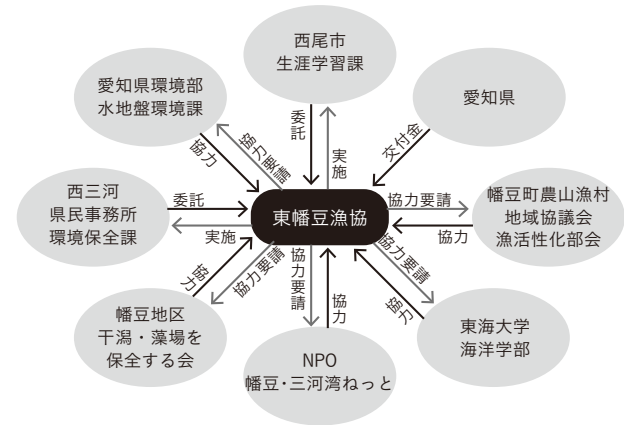 西尾市
生涯学習課
愛知県環境部
水地盤環境課
愛知県
委託
実施
協力要請
協力
交付金
西三河
県民事務所
環境保全課
委託
実施
東幡豆漁協
協力要請
協力
幡豆町農山漁村
地域協議会
漁活性化部会
協力
協力要請
協力要請
協力
協力要請
協力
幡豆地区
干潟・藻場を
保全する会
NPO
幡豆・三河湾ねっと
東海大学
海洋学部